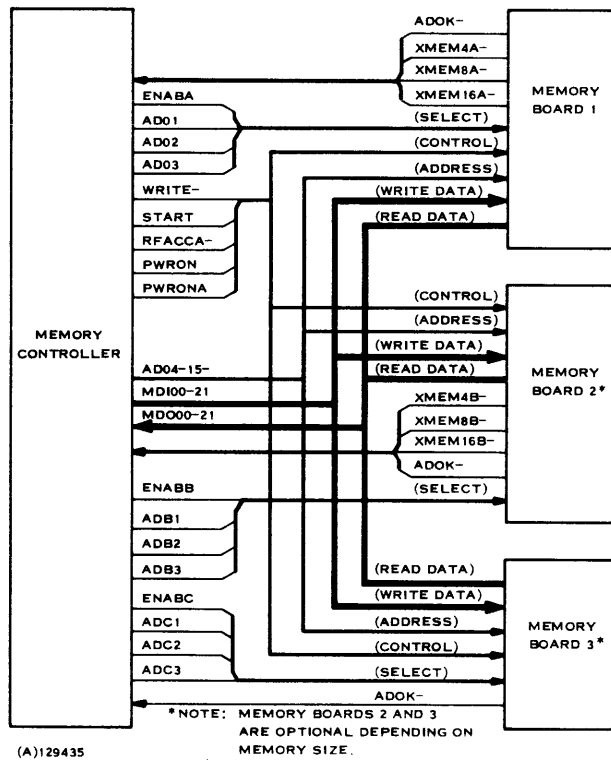 ADOK-
XMEM4A-
XMEM8A-
XMEM16A-
(SELECT)
(CONTROL)
(ADDRESS)
(WRITE DATA)
(READ DATA)
MEMORY
BOARD 1
ENABA
AD01
AD02
AD03
WRITE-
START
RFACCA-
PWRON
PWRONA
MEMORY
CONTROLLER
AD04-15-
MDI00-21
MDO00-21
(CONTROL)
(ADDRESS)
(WRITE DATA)
(READ DATA)
XMEM4B-
XMEM8B-
XMEM16B-
ADOK-
(SELECT)
MEMORY
BOARD 2*
ENABB
ADB1
ADB2
ADB3
ENABC
ADC1
ADC2
ADC3
(READ DATA)
(WRITE DATA)
(ADDRESS)
(CONTROL)
(SELECT)
ADOK-
MEMORY
BOARD 3*
*NOTE: MEMORY BOARDS 2 AND 3
ARE OPTIONAL DEPENDING ON
MEMORY SIZE.
(A)129435